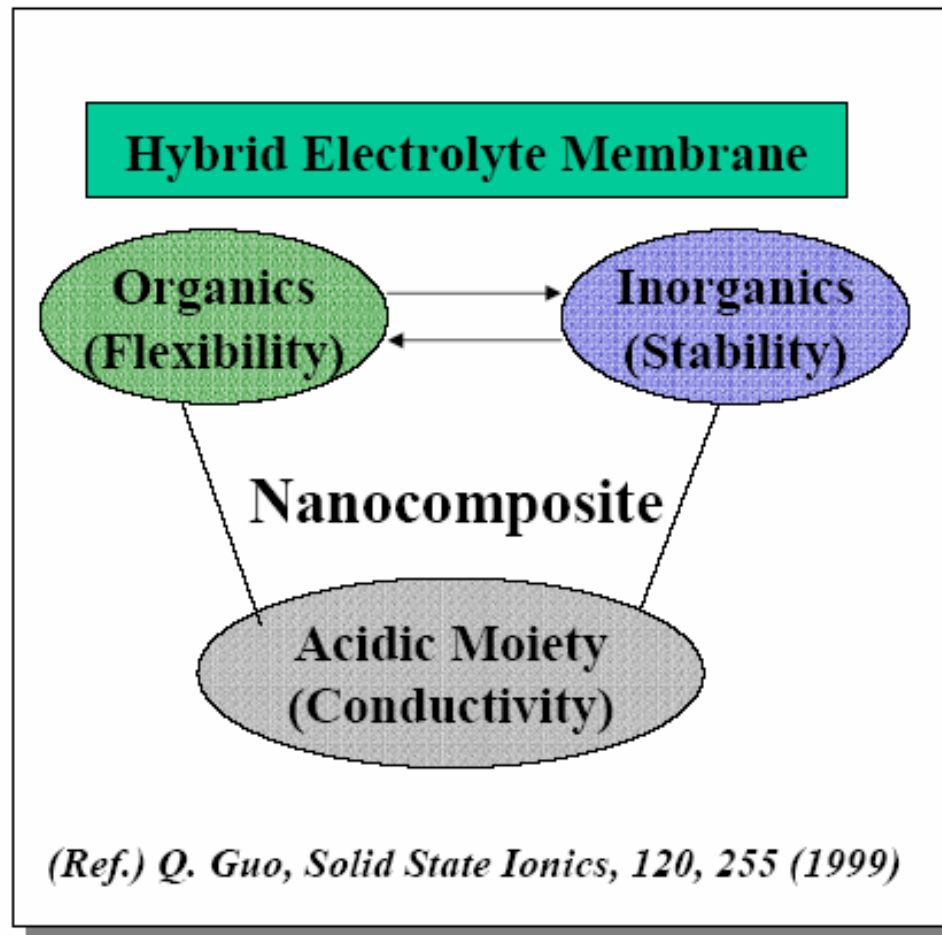 Hybrid Electrolyte Membrane
Organics
(Flexibility)
Inorganics
(Stability)
Nanocomposite
Acidic Moiety
(Conductivity)
(Ref.) Q. Guo, Solid State Ionics, 120, 255 (1999)